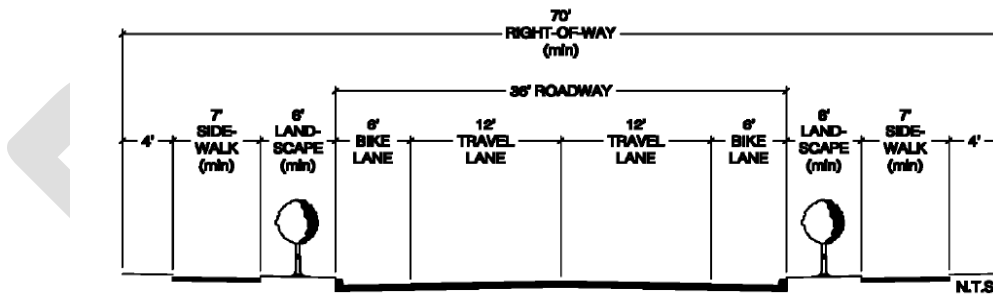 70'
RIGHT-OF-WAY
(min)
36' ROADWAY
4'
7'
SIDE-
WALK
(min)
6'
LAND-
SCAPE
(min)
6'
BIKE
LANE
12'
TRAVEL
LANE
12'
TRAVEL
LANE
6'
BIKE
LANE
6'
LAND-
SCAPE
(min)
7'
SIDE-
WALK
(min)
4'
N.T.S